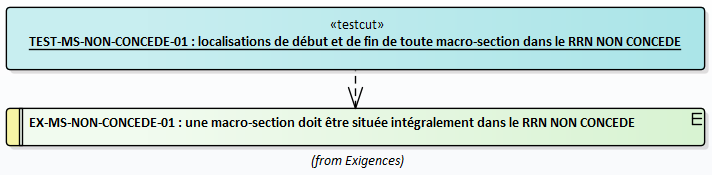 «testcut»
TEST-MS-NON-CONCEDE-01 : localisations de début et de fin de toute macro-section dans le RRN NON CONCEDE
EX-MS-NON-CONCEDE-01 : une macro-section doit être située intégralement dans le RRN NON CONCEDE
E
(from Exigences)